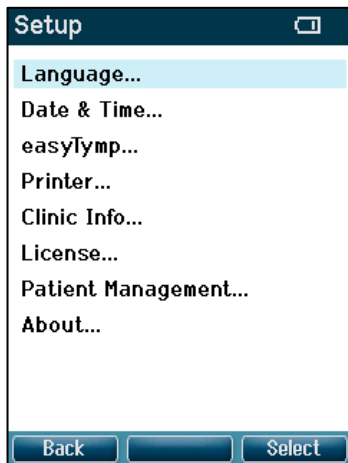 Setup
Language...
Date & Time...
easyTymp...
Printer...
Clinic Info...
License...
Patient Management...
About...
Back
Select